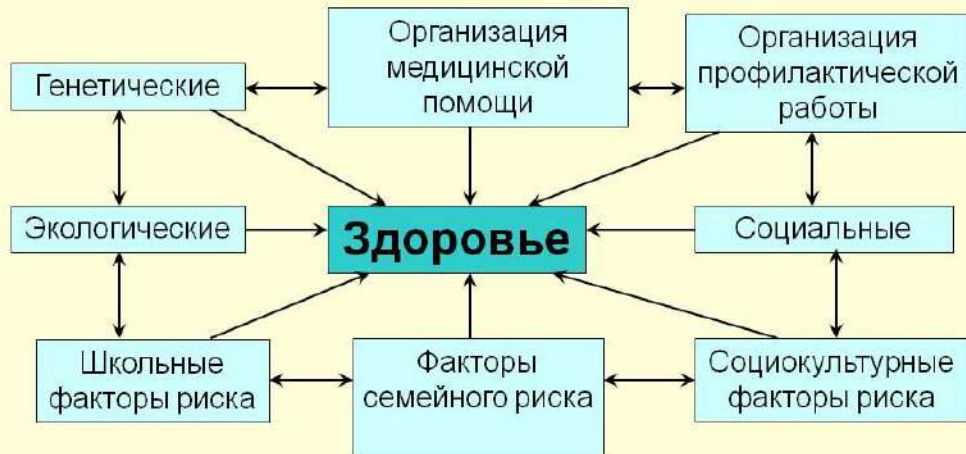 Генетические
Организация
медицинской
помощи
Организация
профилактической
работы
Экологические
Здоровье
Социальные
Школьные
факторы риска
Факторы
семейного риска
Социокультурные
факторы риска